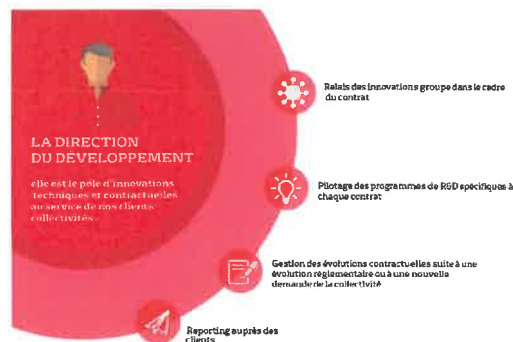 LA DIRECTION
DU DÉVELOPPEMENT
elle est le pôle d'innovations
techniques et contractuelles
au service de nos clients
collectivités
Relais des innovations groupe dans le cadre
du contrat
Pilotage des programmes de R&D spécifiques à
chaque contrat
Gestion des évolutions contractuelles suite à une
évolution réglementaire ou à une nouvelle
demande de la collectivité
Reporting auprès des
clients